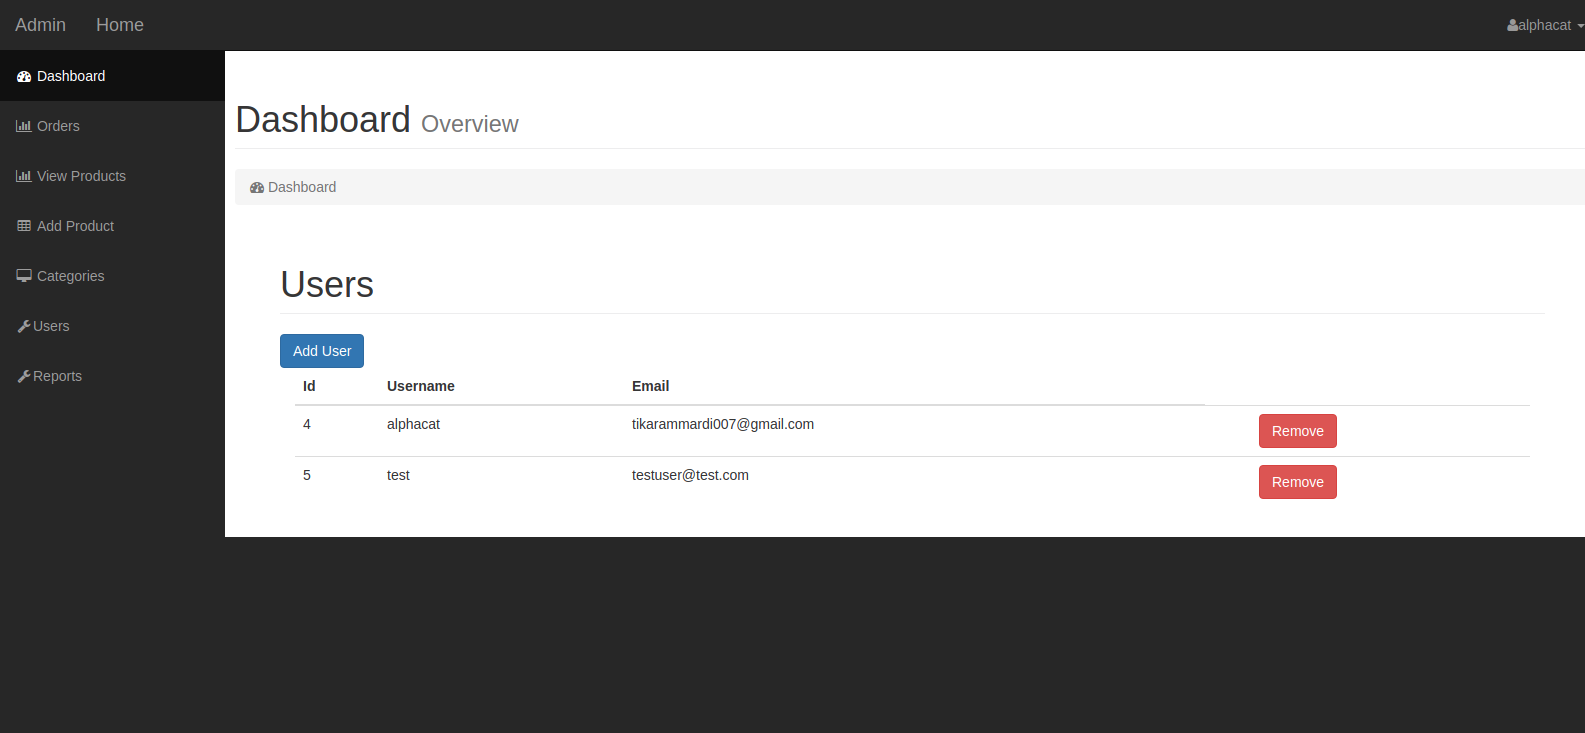 Admin Home alphacat
Dashboard
Orders
View Products
Add Product
Categories
Users
Reports
Dashboard Overview
Dashboard
Users
Add User
Id Username Email
4 alphacat tikarammardi007@gmail.com Remove
5 test testuser@test.com Remove